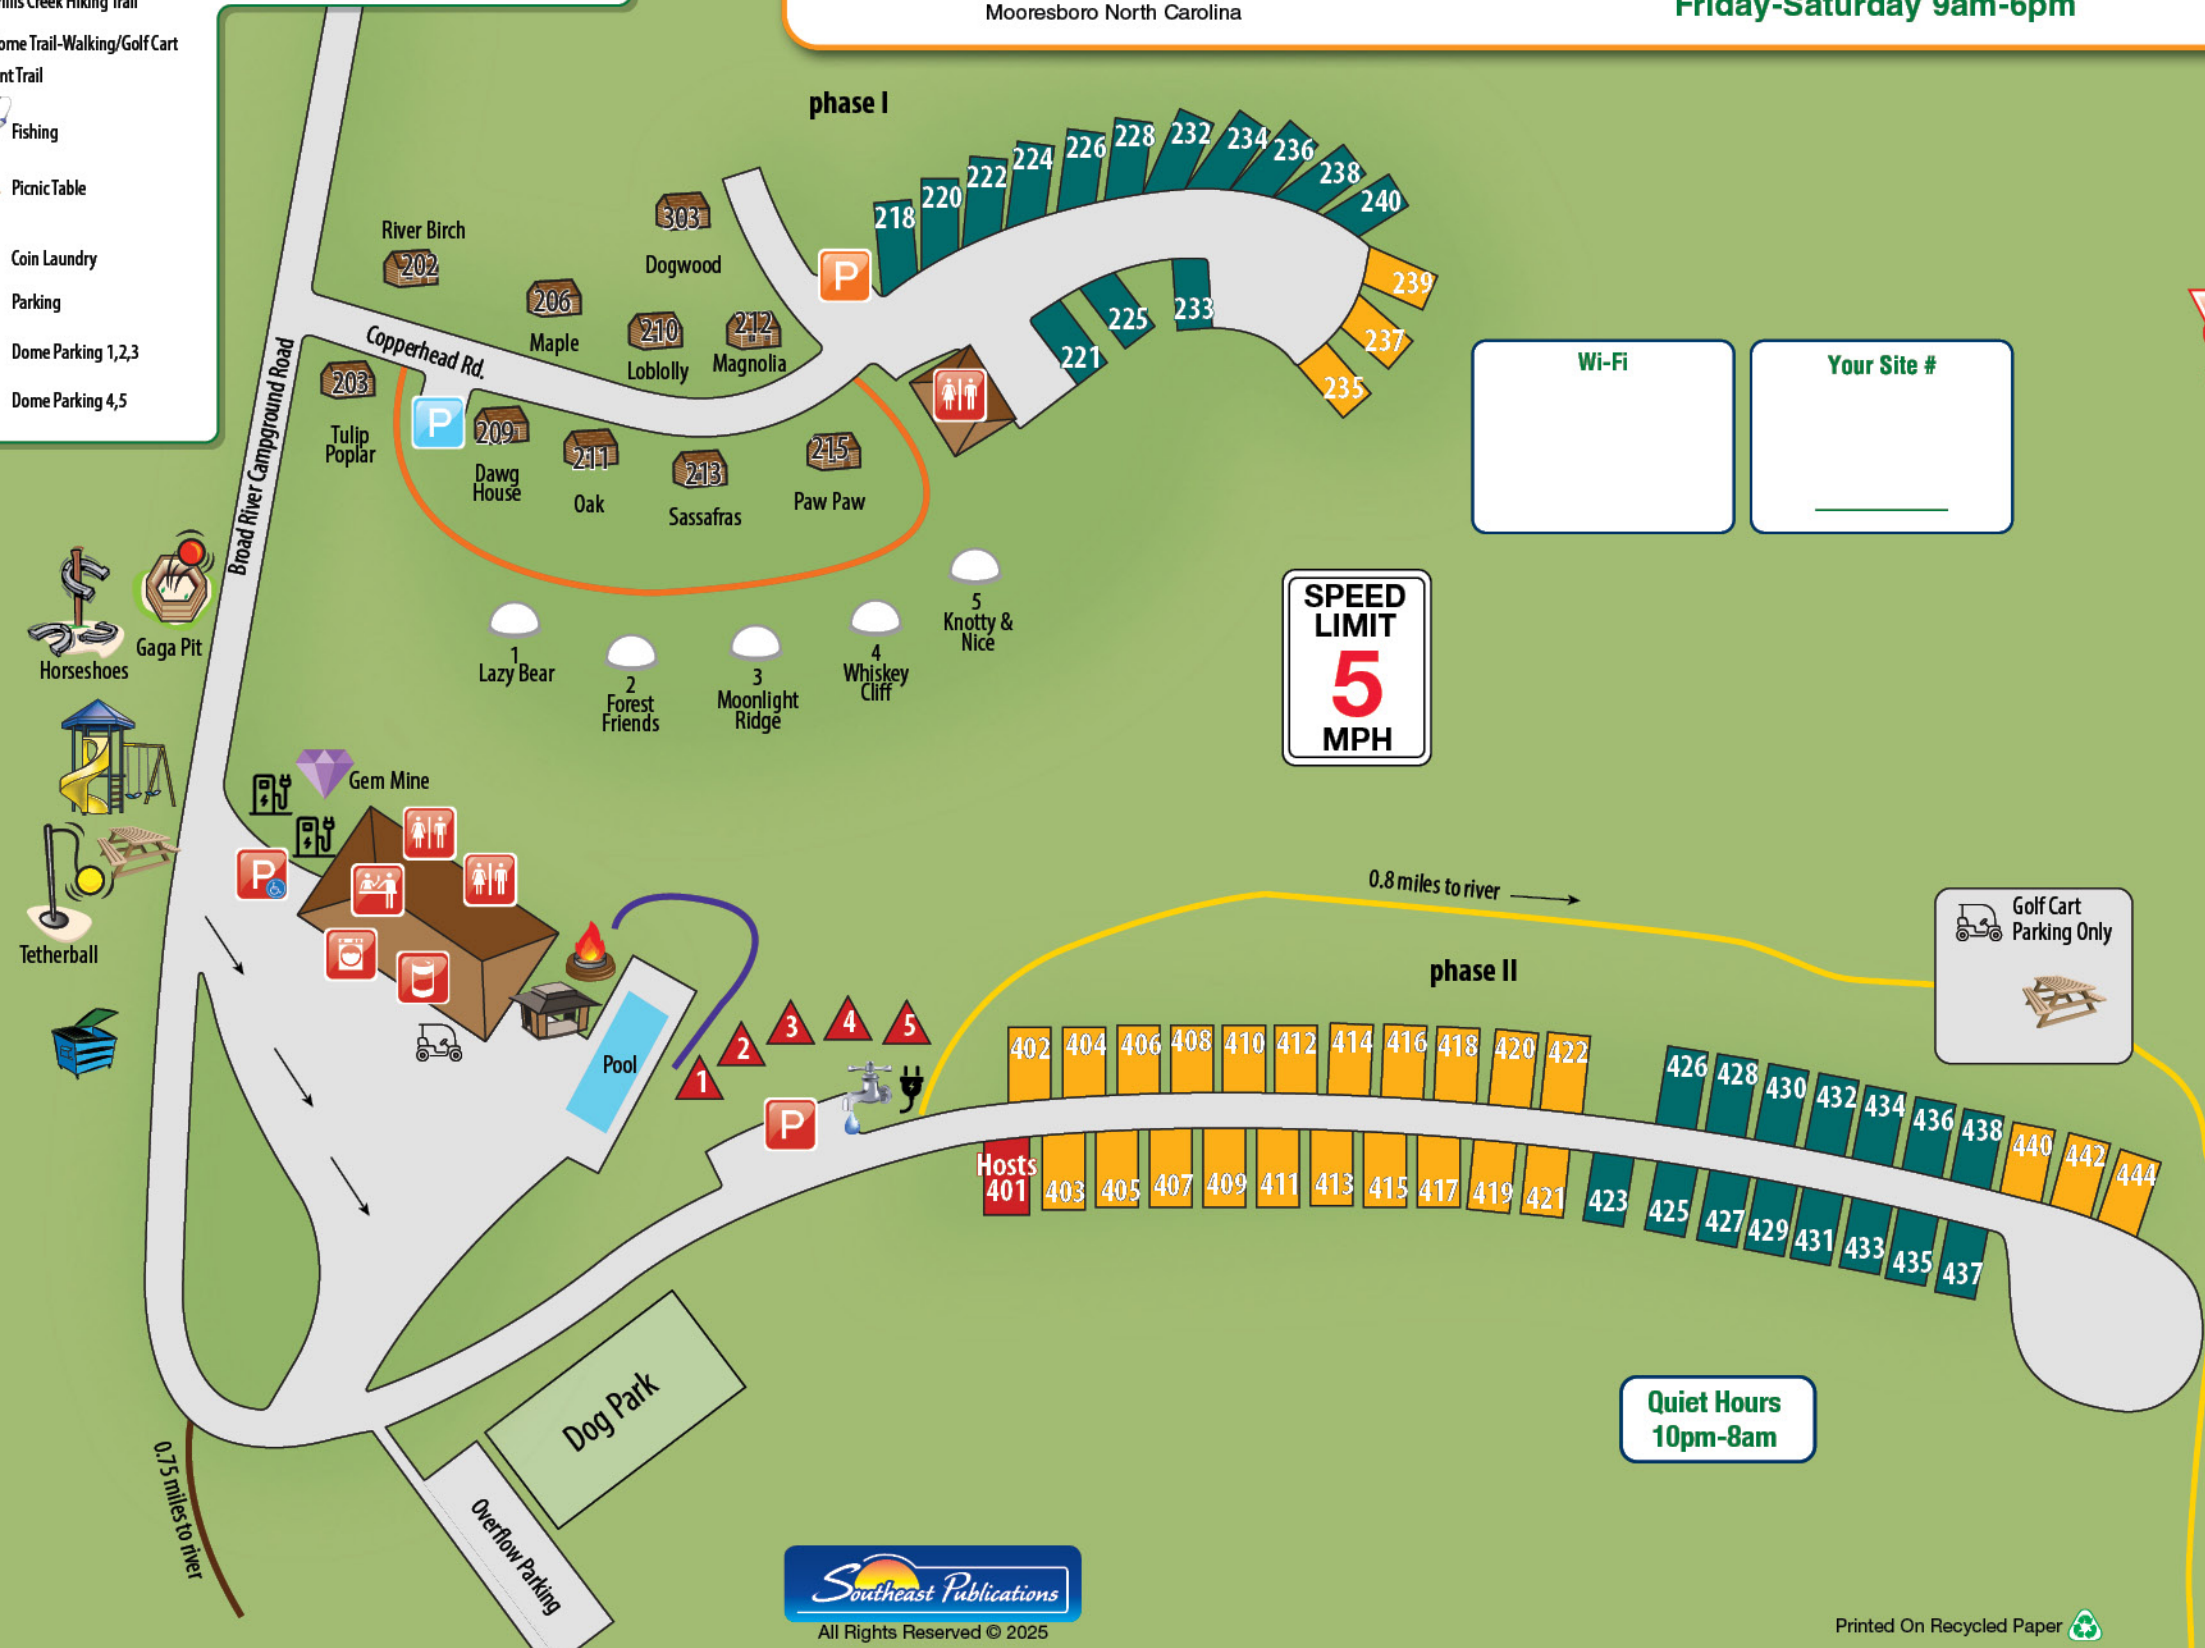 Creek Hiking Trail
Trail-Walking/Golf Cart
Trail
Fishing
Picnic Table
Coin Laundry
Parking
Dome Parking 1,2,3
Dome Parking 4,5
Mooresboro North Carolina
Friday-Saturday 9am-6pm
phase I
218
220
222
224
226
228
232
234
236
238
240
239
237
235
233
225
221
P
303
Dogwood
River Birch
202
206
Maple
210
Loblolly
212
Magnolia
Copperhead Rd.
203
Tulip
Poplar
P
209
Dawg
House
211
Oak
213
Sassafras
215
Paw Paw
Broad River Campground Road
Wi-Fi
Your Site #
SPEED
LIMIT
5
MPH
1
Lazy Bear
2
Forest
Friends
3
Moonlight
Ridge
4
Whiskey
Cliff
5
Knotty &
Nice
Horseshoes
Gaga Pit
Tetherball
Gem Mine
P
Pool
1
2
3
4
5
P
0.8 miles to river
Golf Cart
Parking Only
phase II
402
404
406
408
410
412
414
416
418
420
422
426
428
430
432
434
436
438
440
442
444
Hosts
401
403
405
407
409
411
413
415
417
419
421
423
425
427
429
431
433
435
437
Dog Park
Overflow Parking
0.75 miles to river
Quiet Hours
10pm-8am
Southeast Publications
All Rights Reserved © 2025
Printed On Recycled Paper